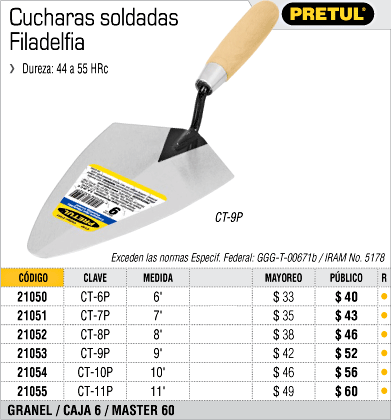 Cucharas soldadas
Filadelfia
PRETUL®
❯ Dureza: 44 a 55 HRc
PRETUL
9
CT-9P
Exceden las normas Especif. Federal: GGG-T-00671b / IRAM No. 5178
CÓDIGO CLAVE MEDIDA MAYOREO PÚBLICO R
21050 CT-6P 6' $ 33 $ 40 •
21051 CT-7P 7' $ 35 $ 43 •
21052 CT-8P 8' $ 38 $ 46 •
21053 CT-9P 9' $ 42 $ 52 •
21054 CT-10P 10' $ 46 $ 56 •
21055 CT-11P 11' $ 49 $ 60 •
GRANEL / CAJA 6 / MASTER 60